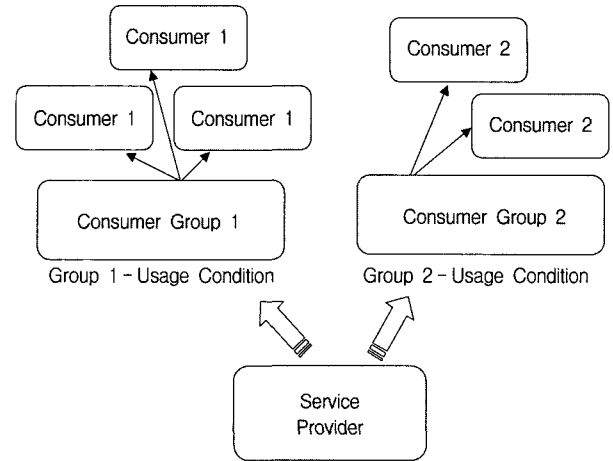 Consumer 1
Consumer 2
Consumer 1
Consumer 1
Consumer 2
Consumer Group 1
Consumer Group 2
Group 1 - Usage Condition
Group 2 - Usage Condition
Service
Provider